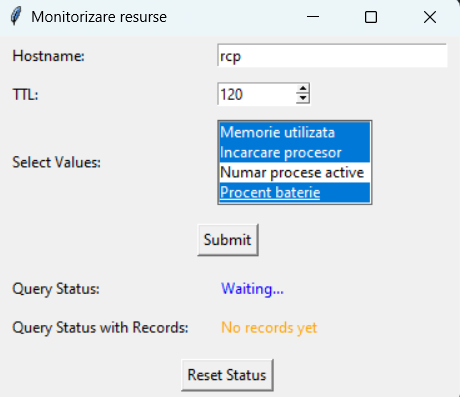 Monitorizare resurse
Hostname: rcp
TTL: 120
Select Values:
Memorie utilizata
Incarcare procesor
Numar procese active
Procent baterie
Submit
Query Status: Waiting...
Query Status with Records: No records yet
Reset Status